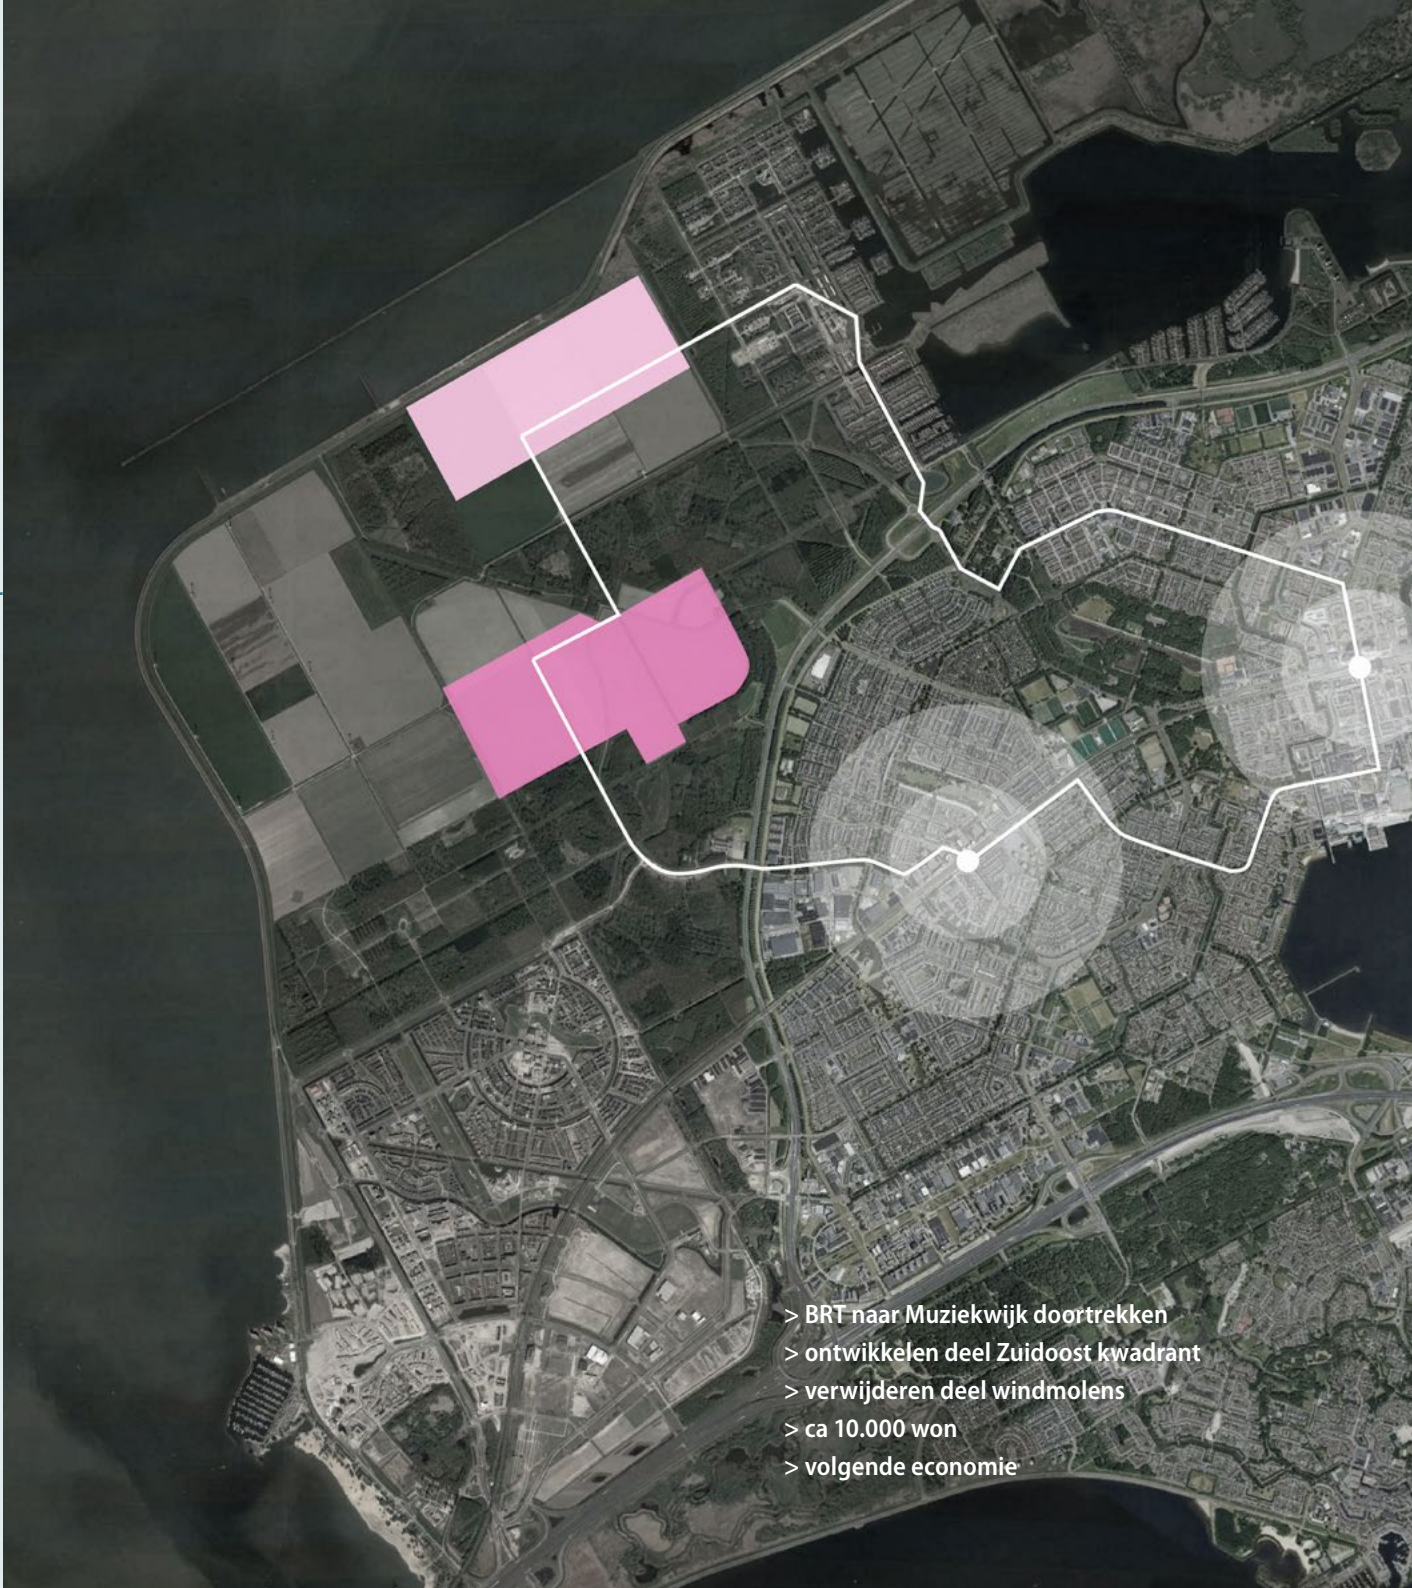 > BRT naar Muziekwijk doortrekken
> ontwikkelen deel Zuidoost kwadrant
> verwijderen deel windmolens
> ca 10.000 won
> volgende economie